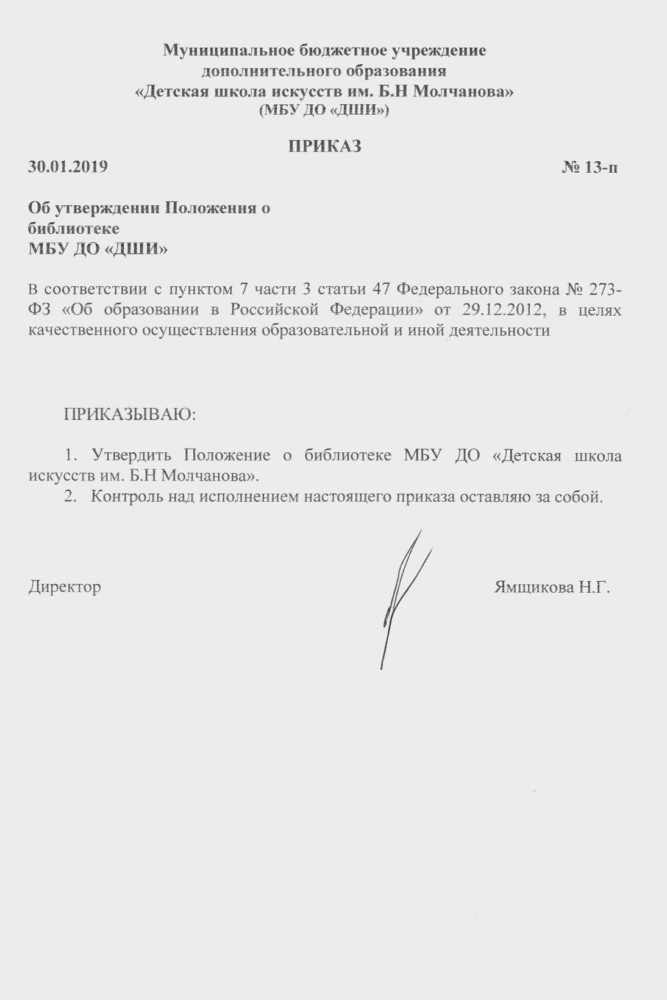 Муниципальное бюджетное учреждение
дополнительного образования
«Детская школа искусств им. Б.Н Молчанова»
(МБУ ДО «ДШИ»)
ПРИКАЗ
30.01.2019 № 13-п
Об утверждении Положения о
библиотеке
МБУ ДО «ДШИ»
В соответствии с пунктом 7 части 3 статьи 47 Федерального закона № 273-
ФЗ «Об образовании в Российской Федерации» от 29.12.2012, в целях
качественного осуществления образовательной и иной деятельности
ПРИКАЗЫВАЮ:
1. Утвердить Положение о библиотеке МБУ ДО «Детская школа
искусств им. Б.Н Молчанова».
2. Контроль над исполнением настоящего приказа оставляю за собой.
Директор Ямщикова Н.Г.